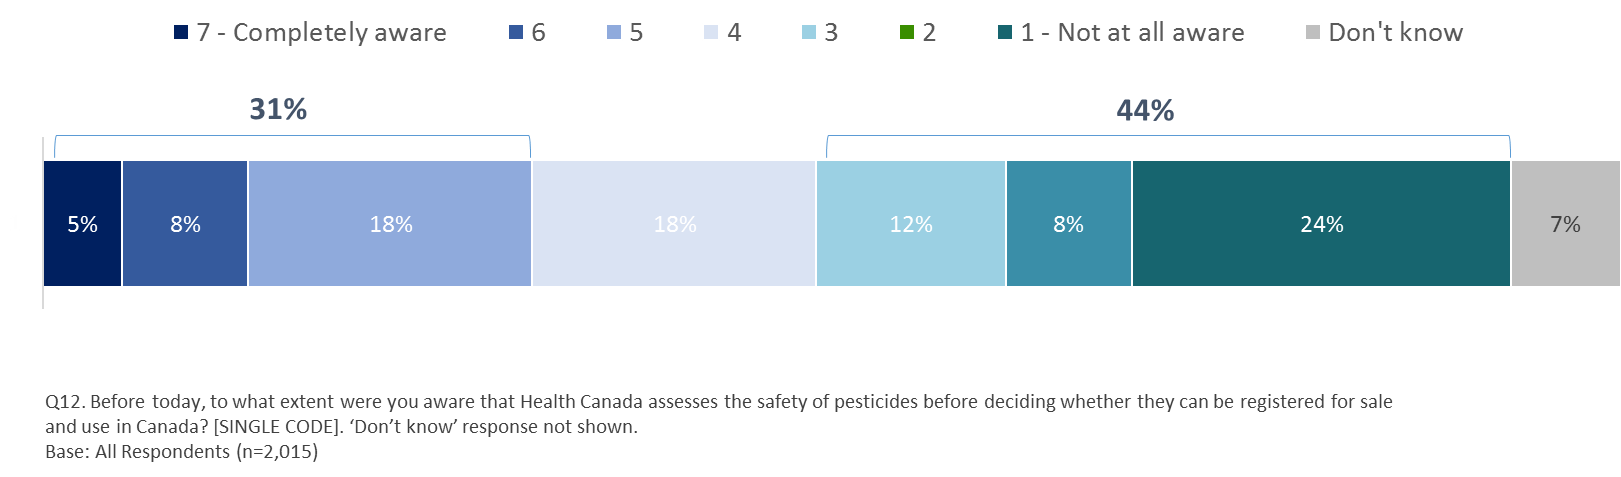 7 - Completely aware 6 5 4 3 2 1 - Not at all aware Don't know
31% 44%
5% 8% 18% 18% 12% 8% 24% 7%
Q12. Before today, to what extent were you aware that Health Canada assesses the safety of pesticides before deciding whether they can be registered for sale
and use in Canada? [SINGLE CODE]. ‘Don’t know’ response not shown.
Base: All Respondents (n=2,015)